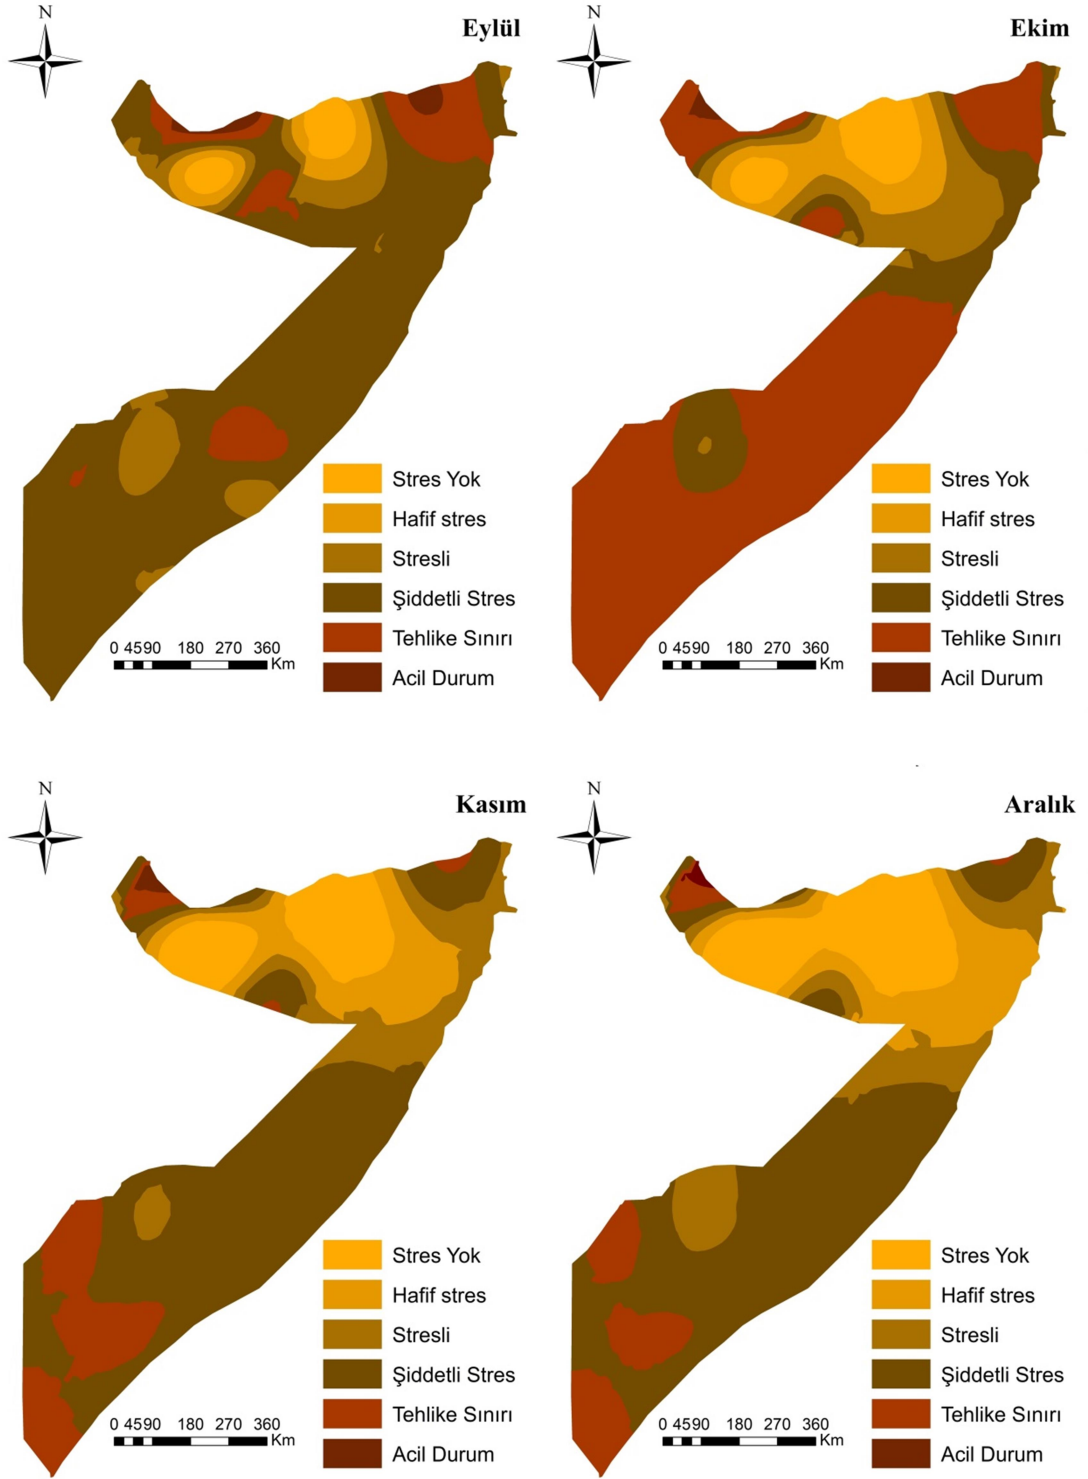 N
Eylül
Stres Yok
Hafif stres
Stresli
Şiddetli Stres
Tehlike Sınırı
Acil Durum
0 4590 180 270 360
Km
N
Ekim
Stres Yok
Hafif stres
Stresli
Şiddetli Stres
Tehlike Sınırı
Acil Durum
0 4590 180 270 360
Km
N
Kasım
Stres Yok
Hafif stres
Stresli
Şiddetli Stres
Tehlike Sınırı
Acil Durum
0 4590 180 270 360
Km
N
Aralık
Stres Yok
Hafif stres
Stresli
Şiddetli Stres
Tehlike Sınırı
Acil Durum
0 4590 180 270 360
Km